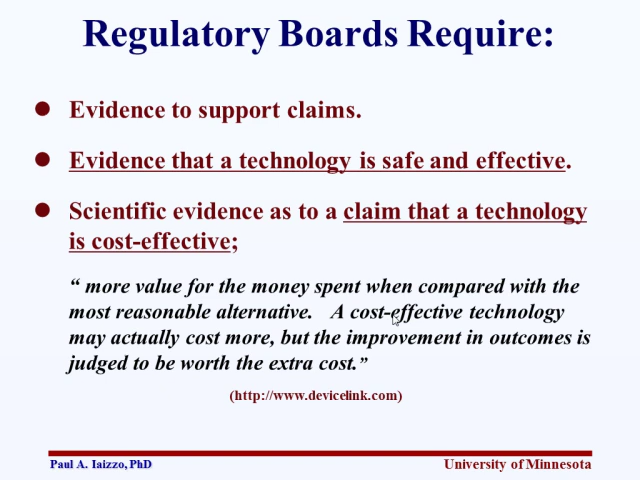 Regulatory Boards Require:
Evidence to support claims.
Evidence that a technology is safe and effective.
Scientific evidence as to a claim that a technology
is cost-effective;
“ more value for the money spent when compared with the
most reasonable alternative. A cost-effective technology
may actually cost more, but the improvement in outcomes is
judged to be worth the extra cost.”
(http://www.devicelink.com)
Paul A. Iaizzo, PhD
University of Minnesota